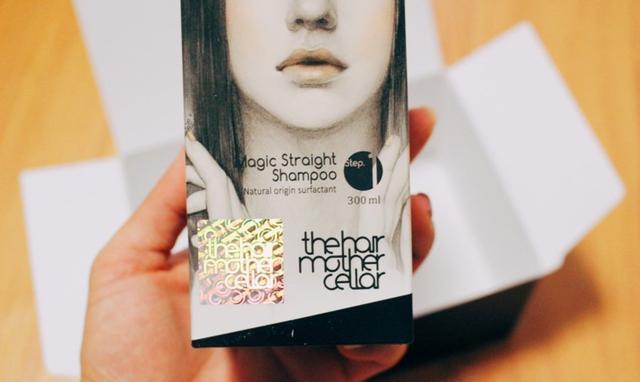 Magic Straight
Shampoo
Step. 1
Natural origin surfactant
300 ml
the hair
mother
cellar
the hair
mother
cellar